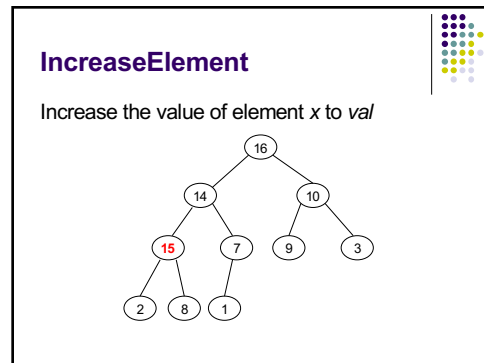 IncreaseElement
Increase the value of element x to val
16
14 10
15 7 9 3
2 8 1